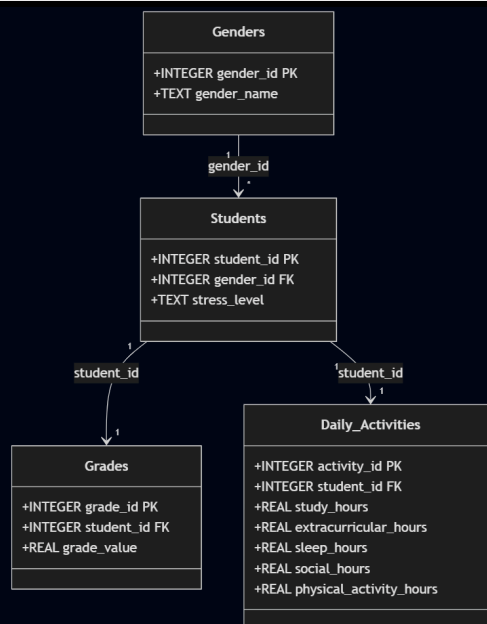 Genders
+INTEGER gender_id PK
+TEXT gender_name
1
gender_id
*
Students
+INTEGER student_id PK
+INTEGER gender_id FK
+TEXT stress_level
1
student_id
1
Grades
+INTEGER grade_id PK
+INTEGER student_id FK
+REAL grade_value
1
student_id
1
Daily_Activities
+INTEGER activity_id PK
+INTEGER student_id FK
+REAL study_hours
+REAL extracurricular_hours
+REAL sleep_hours
+REAL social_hours
+REAL physical_activity_hours